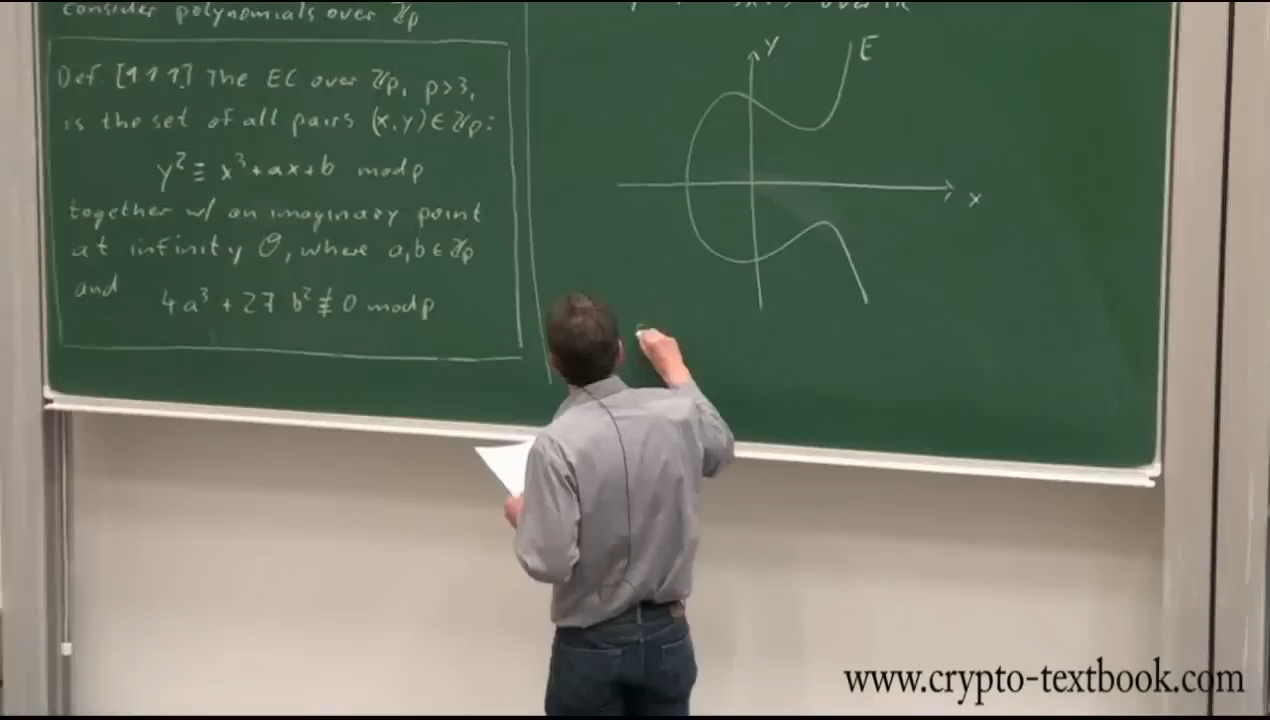 consider polynomials over ℤp
Def. [1 1 1] The EC over ℤp, p>3,
is the set of all pairs (x,y) ∈ ℤp:
y² ≡ x³+ax+b mod p
together w/ an imaginary point
at infinity O, where a,b ∈ ℤp
and
4a³ + 27 b² ≢ 0 mod p
y
E
x
www.crypto-textbook.com